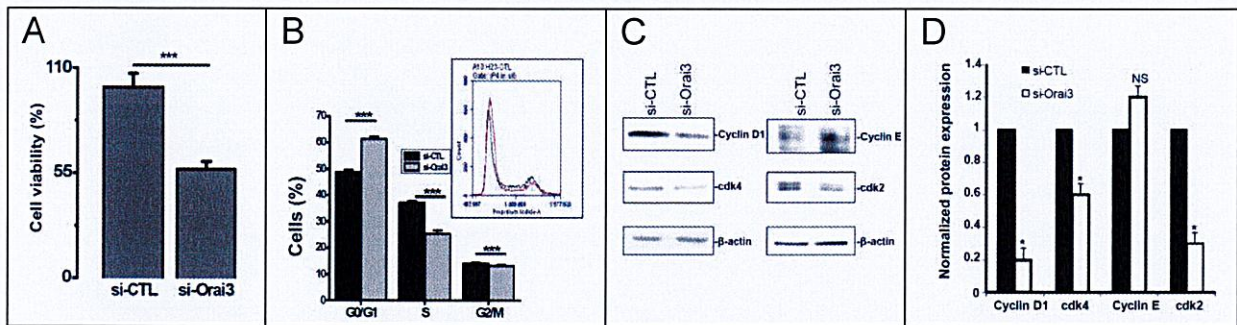 A
***
110
55
0
Cell viability (%)
si-CTL
si-Orai3
B
***
***
***
70
60
50
40
30
20
10
0
Cells (%)
G0/G1
S
G2/M
si-CTL
si-Orai3
Count
Propidium Iodide-A
C
si-CTL
si-Orai3
si-CTL
si-Orai3
-Cyclin D1
-Cyclin E
-cdk4
-cdk2
-β-actin
-β-actin
D
si-CTL
si-Orai3
NS
*
*
*
1.4
1.2
1
0.8
0.6
0.4
0.2
0
Normalized protein expression
Cyclin D1
cdk4
Cyclin E
cdk2